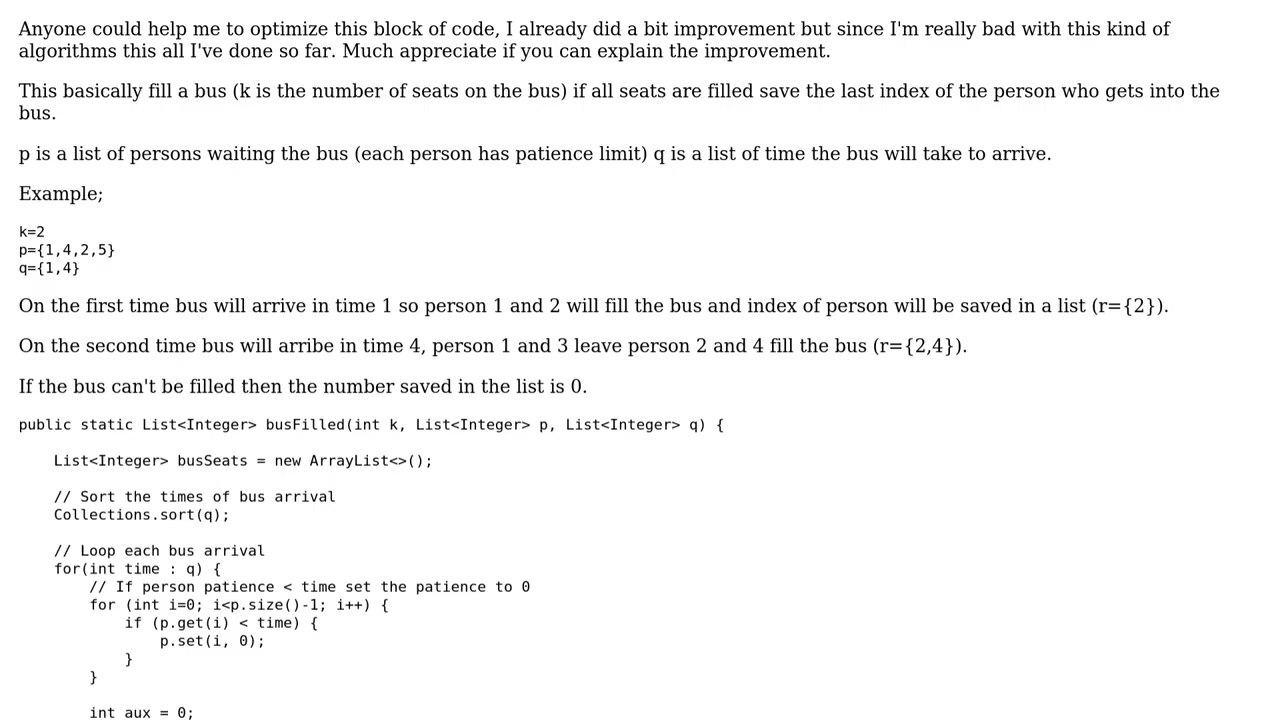 Anyone could help me to optimize this block of code, I already did a bit improvement but since I'm really bad with this kind of
algorithms this all I've done so far. Much appreciate if you can explain the improvement.
This basically fill a bus (k is the number of seats on the bus) if all seats are filled save the last index of the person who gets into the
bus.
p is a list of persons waiting the bus (each person has patience limit) q is a list of time the bus will take to arrive.
Example;
k=2
p={1,4,2,5}
q={1,4}
On the first time bus will arrive in time 1 so person 1 and 2 will fill the bus and index of person will be saved in a list (r={2}).
On the second time bus will arribe in time 4, person 1 and 3 leave person 2 and 4 fill the bus (r={2,4}).
If the bus can't be filled then the number saved in the list is 0.
public static List<Integer> busFilled(int k, List<Integer> p, List<Integer> q) {
    List<Integer> busSeats = new ArrayList<>();
    // Sort the times of bus arrival
    Collections.sort(q);
    // Loop each bus arrival
    for(int time : q) {
        // If person patience < time set the patience to 0
        for (int i=0; i<p.size()-1; i++) {
            if (p.get(i) < time) {
                p.set(i, 0);
            }
        }
        int aux = 0;